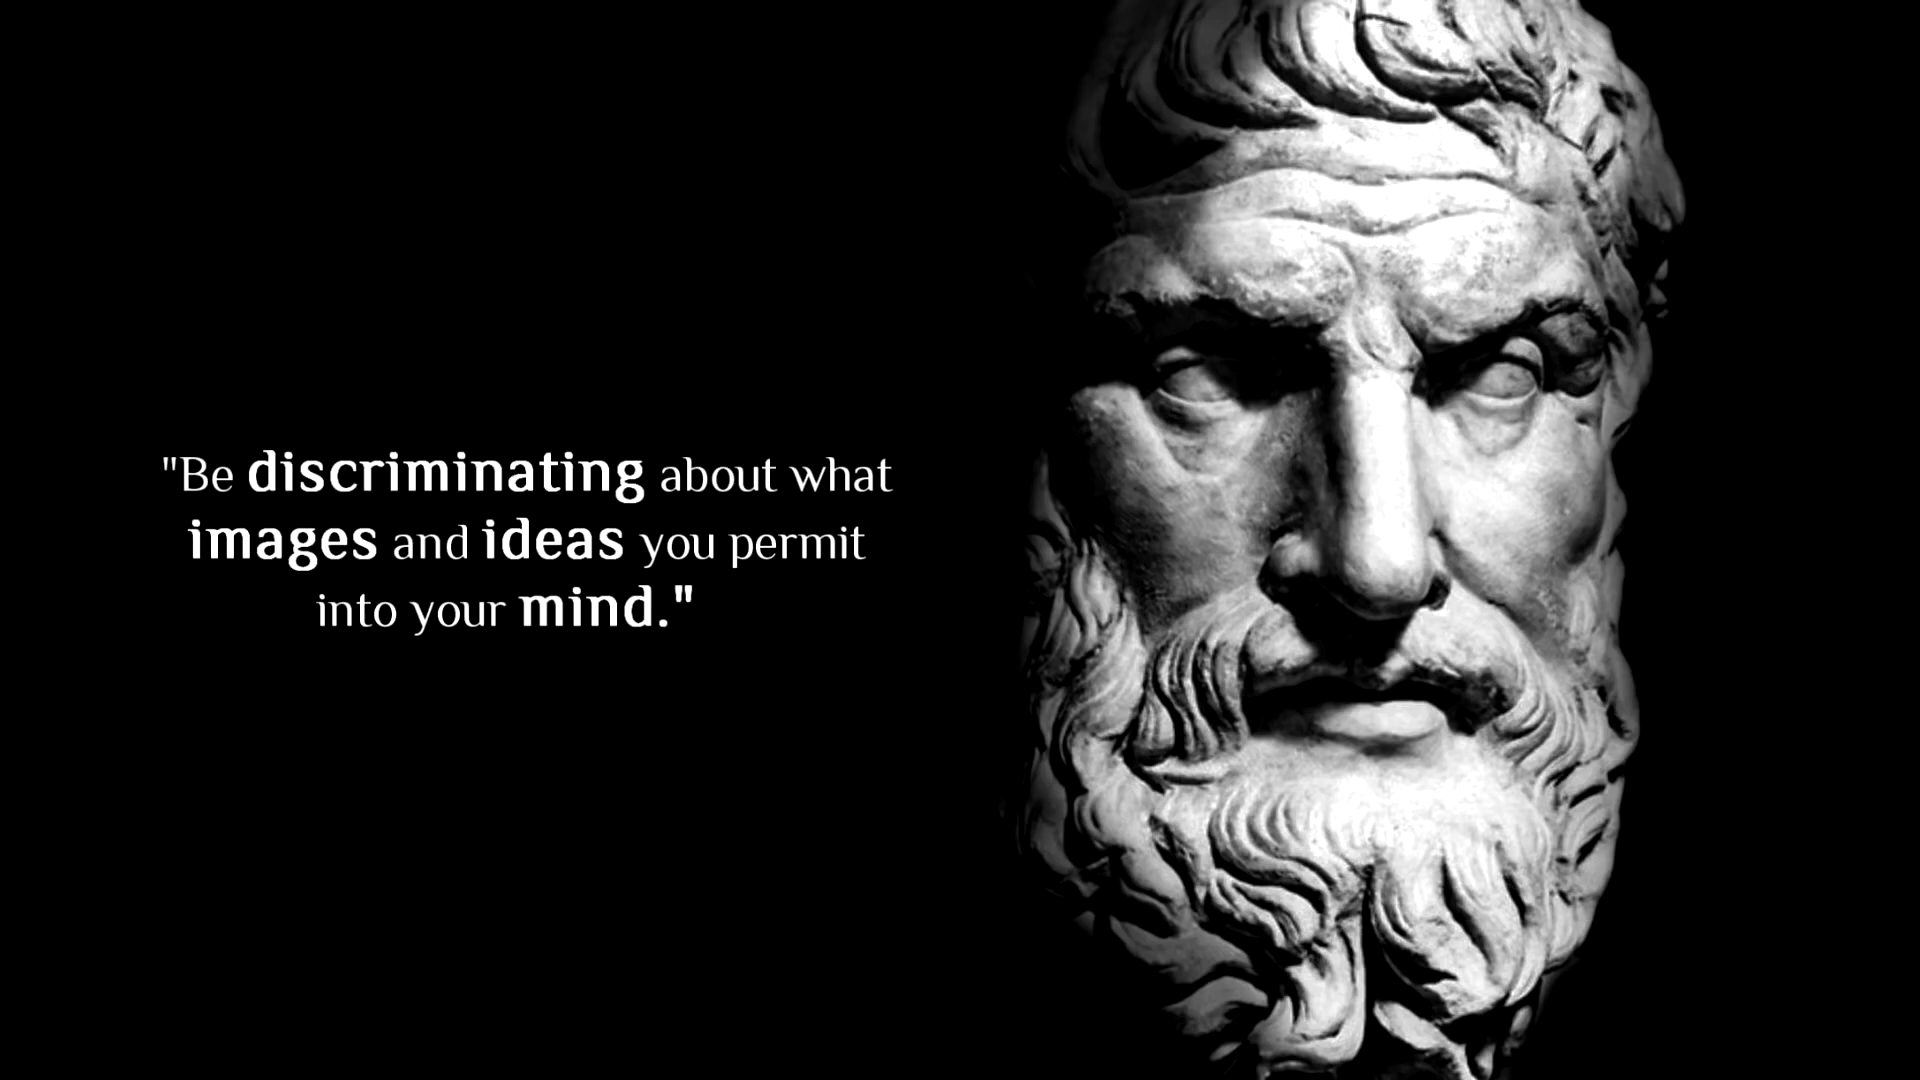 "Be discriminating about what
images and ideas you permit
into your mind."